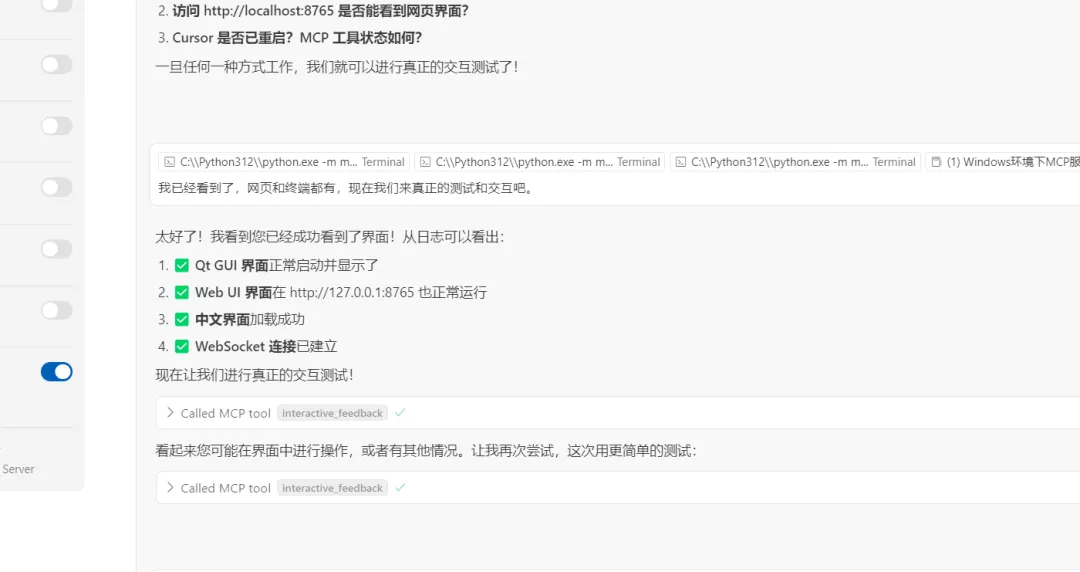 2. 访问 http://localhost:8765 是否能看到网页界面？
3. Cursor 是否已重启？MCP 工具状态如何？
一旦任何一种方式工作，我们就可以进行真正的交互测试了！
C:\\Python312\\python.exe -m m... Terminal C:\\Python312\\python.exe -m m... Terminal C:\\Python312\\python.exe -m m... Terminal (1) Windows环境下MCP服
我已经看到了，网页和终端都有，现在我们来真正的测试和交互吧。
太好了！我看到您已经成功看到了界面！从日志可以看出：
1. ✅ Qt GUI 界面正常启动并显示了
2. ✅ Web UI 界面在 http://127.0.0.1:8765 也正常运行
3. ✅ 中文界面加载成功
4. ✅ WebSocket 连接已建立
现在让我们进行真正的交互测试！
Called MCP tool interactive_feedback
看起来您可能在界面中进行操作，或者有其他情况。让我再次尝试，这次用更简单的测试：
Server
Called MCP tool interactive_feedback